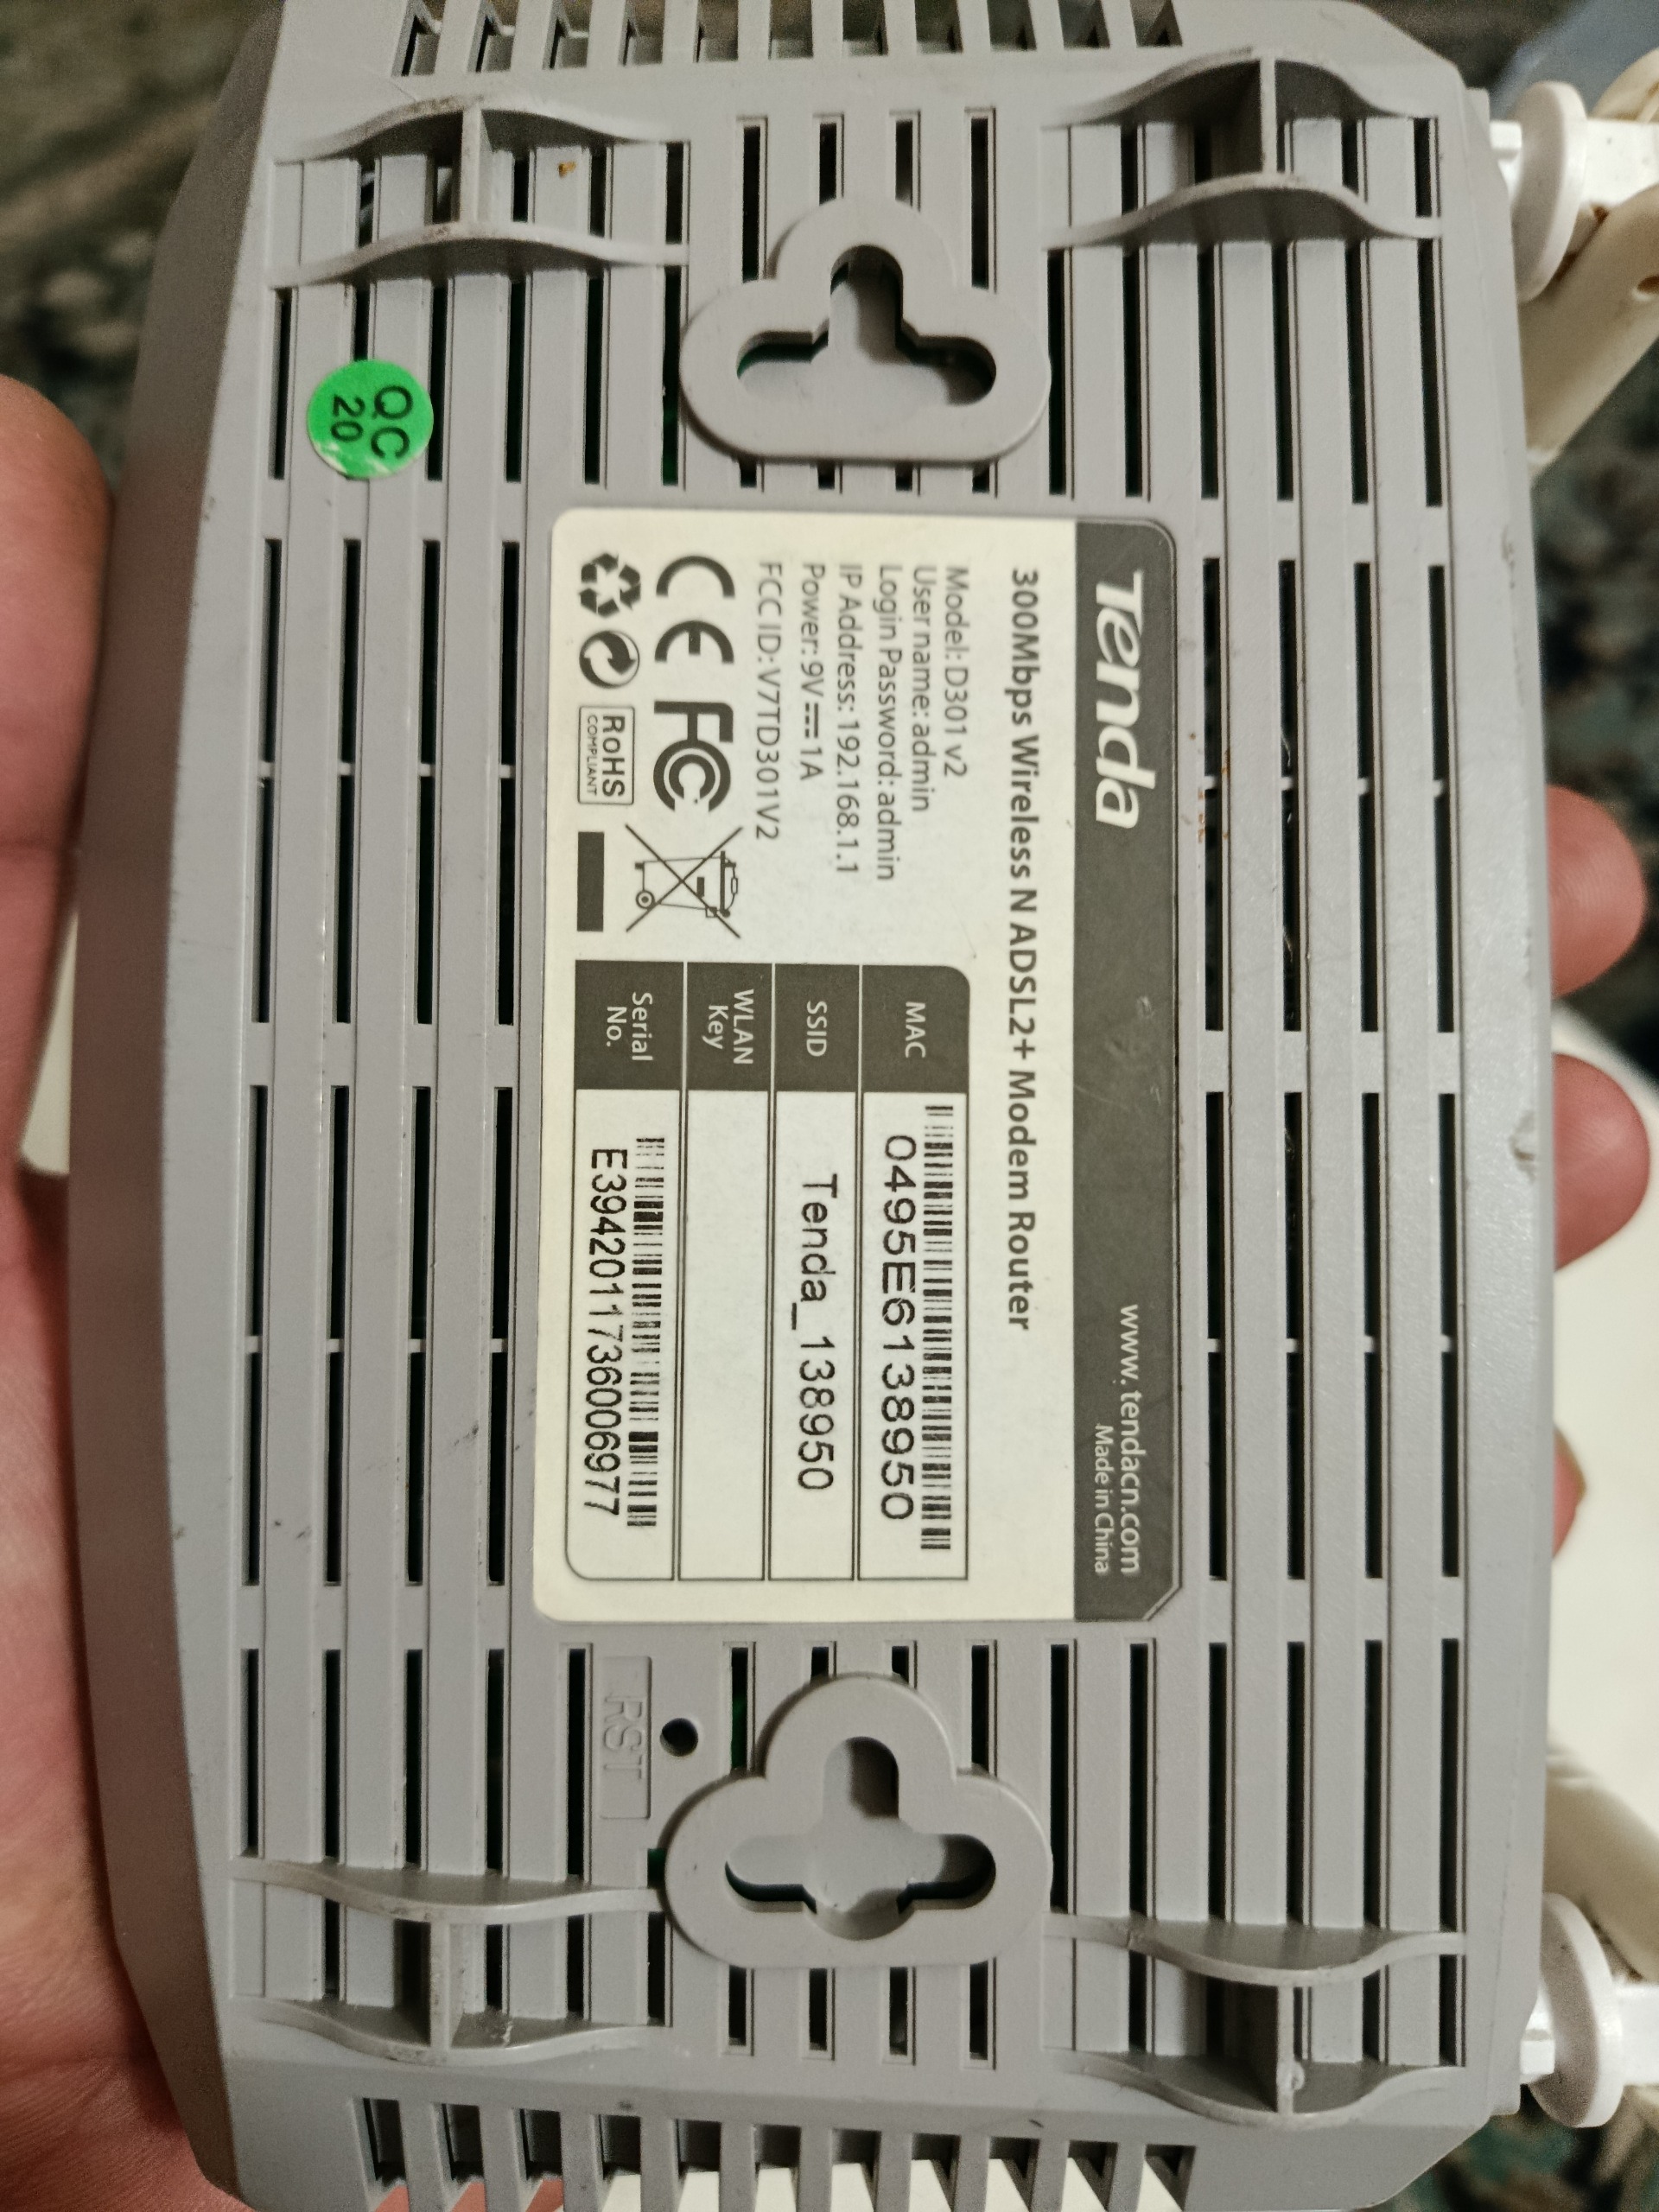 Tenda
www.tendacn.com
Made in China
300Mbps Wireless N ADSL2+ Modem Router
Model: D301 v2
User name: admin
Login Password: admin
IP Address: 192.168.1.1
Power: 9V⎓1A
FCC ID: V7TD301V2
CE FC
RoHS
COMPLIANT
MAC
0495E6138950
SSID
Tenda_138950
WLAN
Key
Serial
No.
E3942011736006977
QC
20
RST